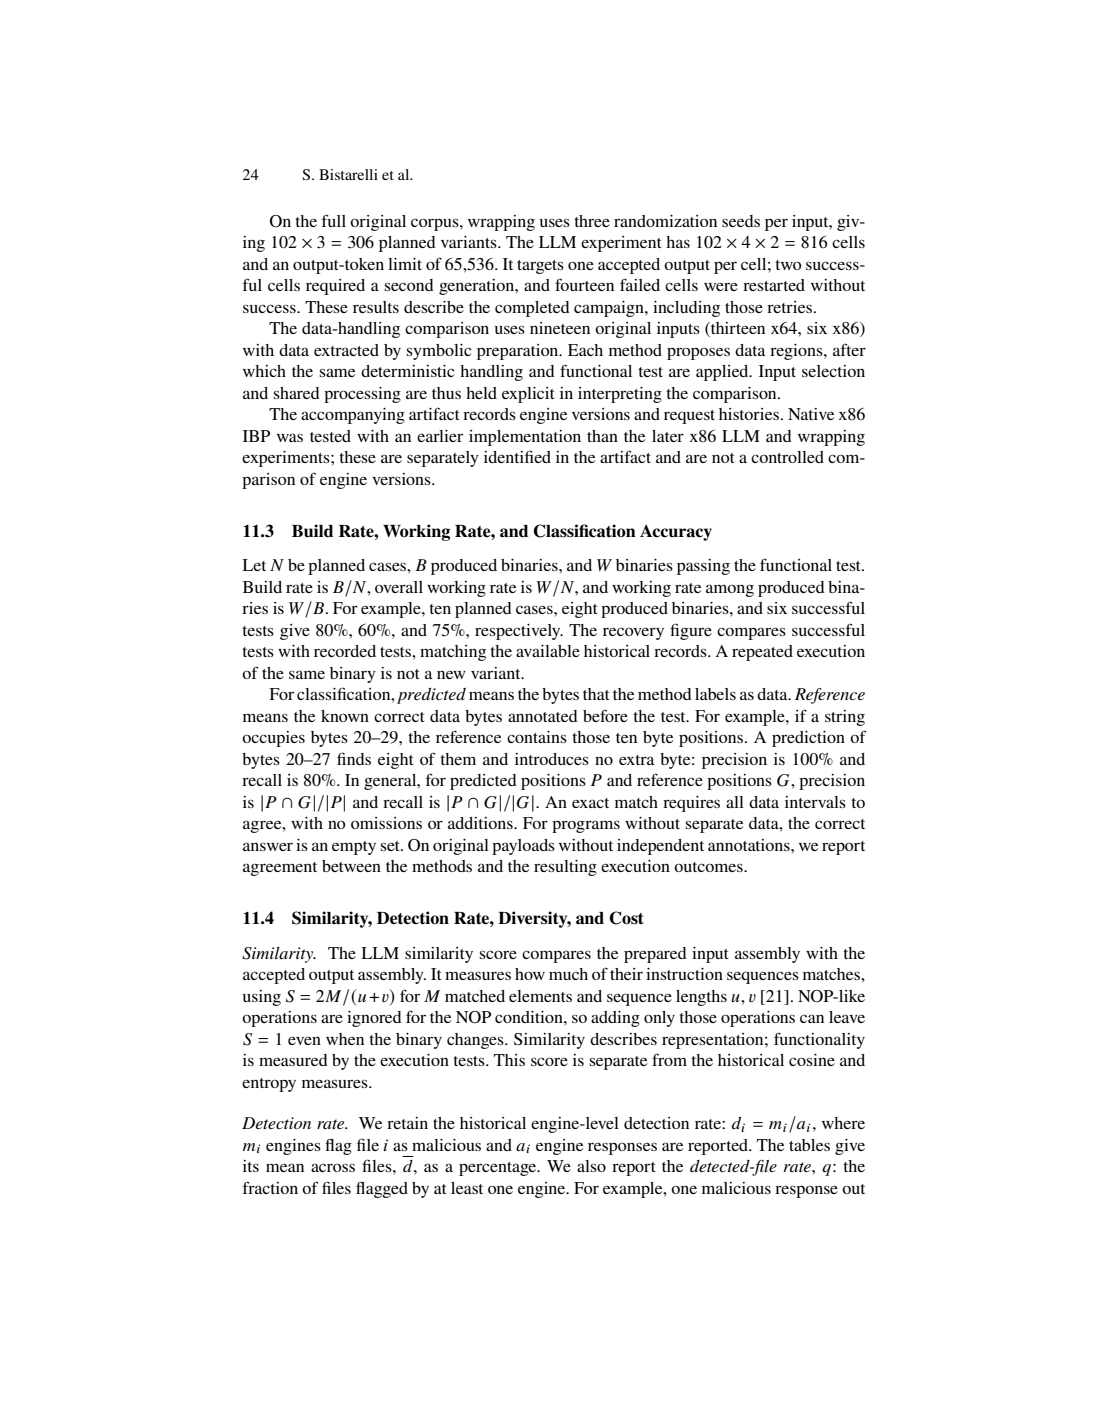 24 S. Bistarelli et al.
On the full original corpus, wrapping uses three randomization seeds per input, giv-
ing 102 × 3 = 306 planned variants. The LLM experiment has 102 × 4 × 2 = 816 cells
and an output-token limit of 65,536. It targets one accepted output per cell; two success-
ful cells required a second generation, and fourteen failed cells were restarted without
success. These results describe the completed campaign, including those retries.
The data-handling comparison uses nineteen original inputs (thirteen x64, six x86)
with data extracted by symbolic preparation. Each method proposes data regions, after
which the same deterministic handling and functional test are applied. Input selection
and shared processing are thus held explicit in interpreting the comparison.
The accompanying artifact records engine versions and request histories. Native x86
IBP was tested with an earlier implementation than the later x86 LLM and wrapping
experiments; these are separately identified in the artifact and are not a controlled com-
parison of engine versions.
11.3 Build Rate, Working Rate, and Classification Accuracy
Let N be planned cases, B produced binaries, and W binaries passing the functional test.
Build rate is B/N, overall working rate is W/N, and working rate among produced bina-
ries is W/B. For example, ten planned cases, eight produced binaries, and six successful
tests give 80%, 60%, and 75%, respectively. The recovery figure compares successful
tests with recorded tests, matching the available historical records. A repeated execution
of the same binary is not a new variant.
For classification, predicted means the bytes that the method labels as data. Reference
means the known correct data bytes annotated before the test. For example, if a string
occupies bytes 20–29, the reference contains those ten byte positions. A prediction of
bytes 20–27 finds eight of them and introduces no extra byte: precision is 100% and
recall is 80%. In general, for predicted positions P and reference positions G, precision
is |P ∩ G|/|P| and recall is |P ∩ G|/|G|. An exact match requires all data intervals to
agree, with no omissions or additions. For programs without separate data, the correct
answer is an empty set. On original payloads without independent annotations, we report
agreement between the methods and the resulting execution outcomes.
11.4 Similarity, Detection Rate, Diversity, and Cost
Similarity. The LLM similarity score compares the prepared input assembly with the
accepted output assembly. It measures how much of their instruction sequences matches,
using S = 2M/(u+v) for M matched elements and sequence lengths u, v [21]. NOP-like
operations are ignored for the NOP condition, so adding only those operations can leave
S = 1 even when the binary changes. Similarity describes representation; functionality
is measured by the execution tests. This score is separate from the historical cosine and
entropy measures.
Detection rate. We retain the historical engine-level detection rate: dᵢ = mᵢ/aᵢ, where
mᵢ engines flag file i as malicious and aᵢ engine responses are reported. The tables give
its mean across files, d̅, as a percentage. We also report the detected-file rate, q: the
fraction of files flagged by at least one engine. For example, one malicious response out